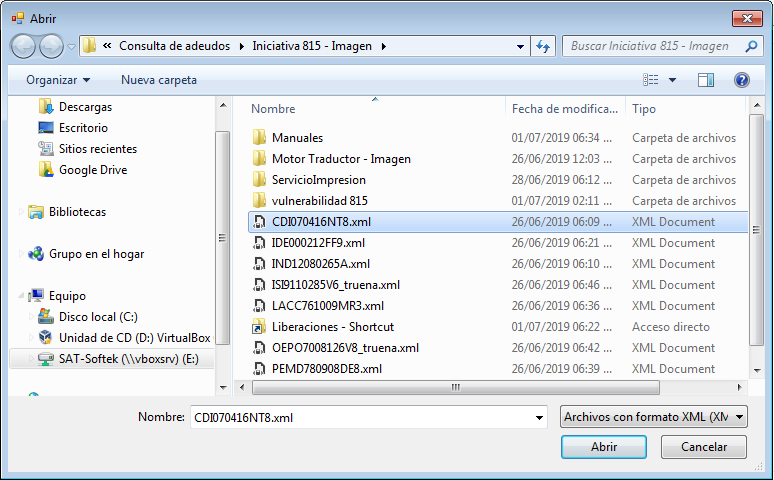 Abrir
« Consulta de adeudos Iniciativa 815 - Imagen
Buscar Iniciativa 815 - Imagen
Organizar Nueva carpeta
Descargas
Escritorio
Sitios recientes
Google Drive
Bibliotecas
Grupo en el hogar
Equipo
Disco local (C:)
Unidad de CD (D:) VirtualBox
SAT-Softek (\\vboxsrv) (E:)
Nombre Fecha de modifica... Tipo
Manuales 01/07/2019 06:34 ... Carpeta de archivos
Motor Traductor - Imagen 26/06/2019 12:03 ... Carpeta de archivos
ServicioImpresion 28/06/2019 06:12 ... Carpeta de archivos
vulnerabilidad 815 01/07/2019 02:11 ... Carpeta de archivos
CDI070416NT8.xml 26/06/2019 06:09 ... XML Document
IDE000212FF9.xml 26/06/2019 06:21 ... XML Document
IND12080265A.xml 26/06/2019 06:10 ... XML Document
ISI9110285V6_truena.xml 26/06/2019 06:46 ... XML Document
LACC761009MR3.xml 26/06/2019 06:36 ... XML Document
Liberaciones - Shortcut 01/07/2019 06:22 ... Acceso directo
OEPO7008126V8_truena.xml 26/06/2019 06:42 ... XML Document
PEMD780908DE8.xml 26/06/2019 06:39 ... XML Document
Nombre: CDI070416NT8.xml
Archivos con formato XML (XM
Abrir Cancelar